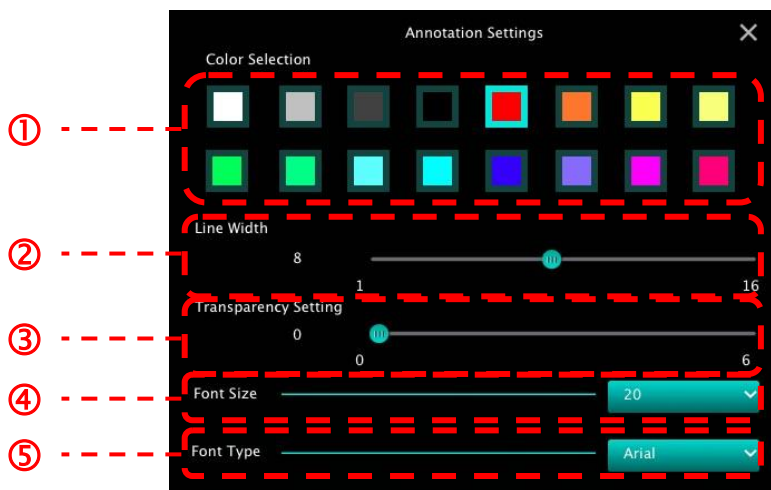 Annotation Settings
Color Selection
①
Line Width
②
8
1 16
Transparency Setting
③
0
0 6
④ Font Size 20
⑤ Font Type Arial